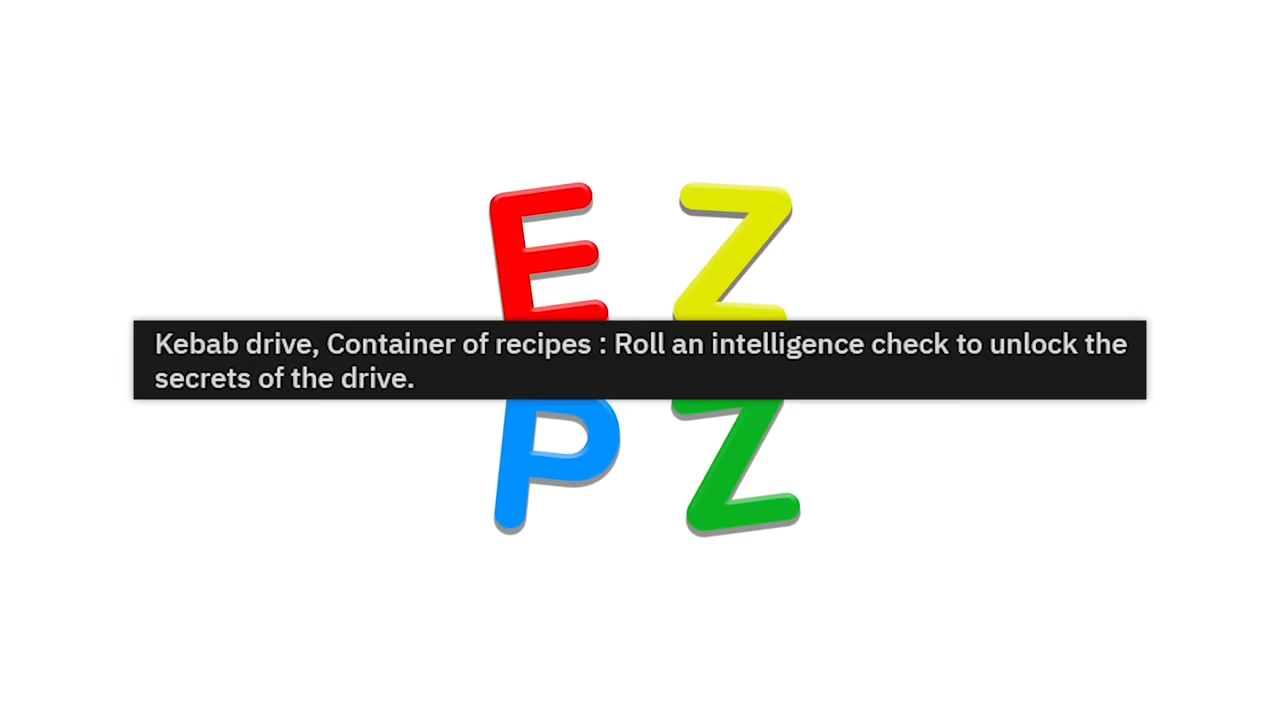 E Z
Kebab drive, Container of recipes : Roll an intelligence check to unlock the
secrets of the drive.
P Z